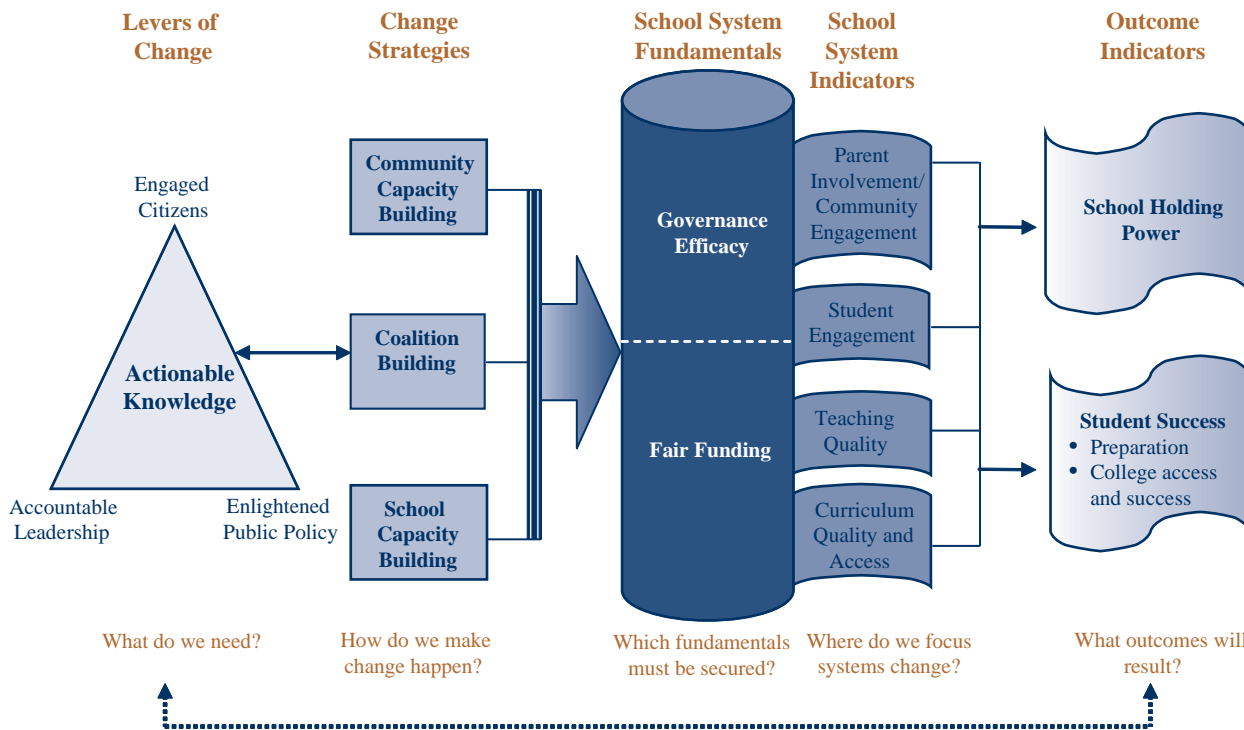 Levers of
Change
Change
Strategies
School System
Fundamentals
School
System
Indicators
Outcome
Indicators
Engaged
Citizens
Actionable
Knowledge
Accountable
Leadership
Enlightened
Public Policy
Community
Capacity
Building
Coalition
Building
School
Capacity
Building
Governance
Efficacy
Fair Funding
Parent
Involvement/
Community
Engagement
Student
Engagement
Teaching
Quality
Curriculum
Quality and
Access
School Holding
Power
Student Success
• Preparation
• College access
and success
What do we need?
How do we make
change happen?
Which fundamentals
must be secured?
Where do we focus
systems change?
What outcomes will
result?